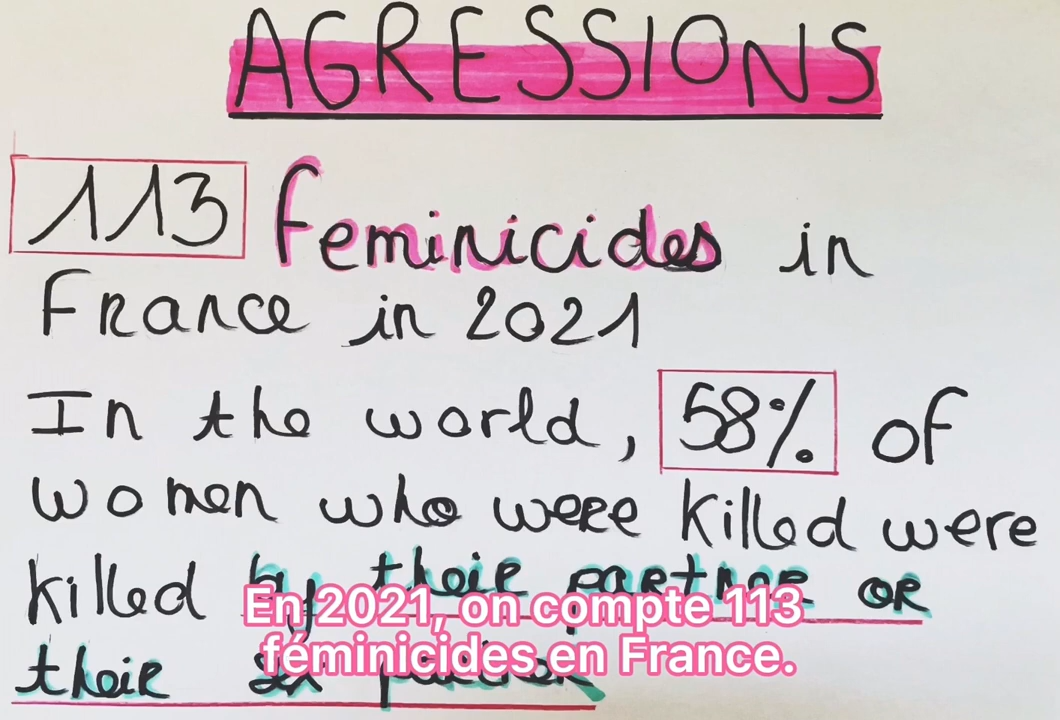 AGRESSIONS
113 feminicides in
France in 2021
In the world, 58% of
women who were killed were
killed by their partner or
their ex partner
En 2021, on compte 113
féminicides en France.